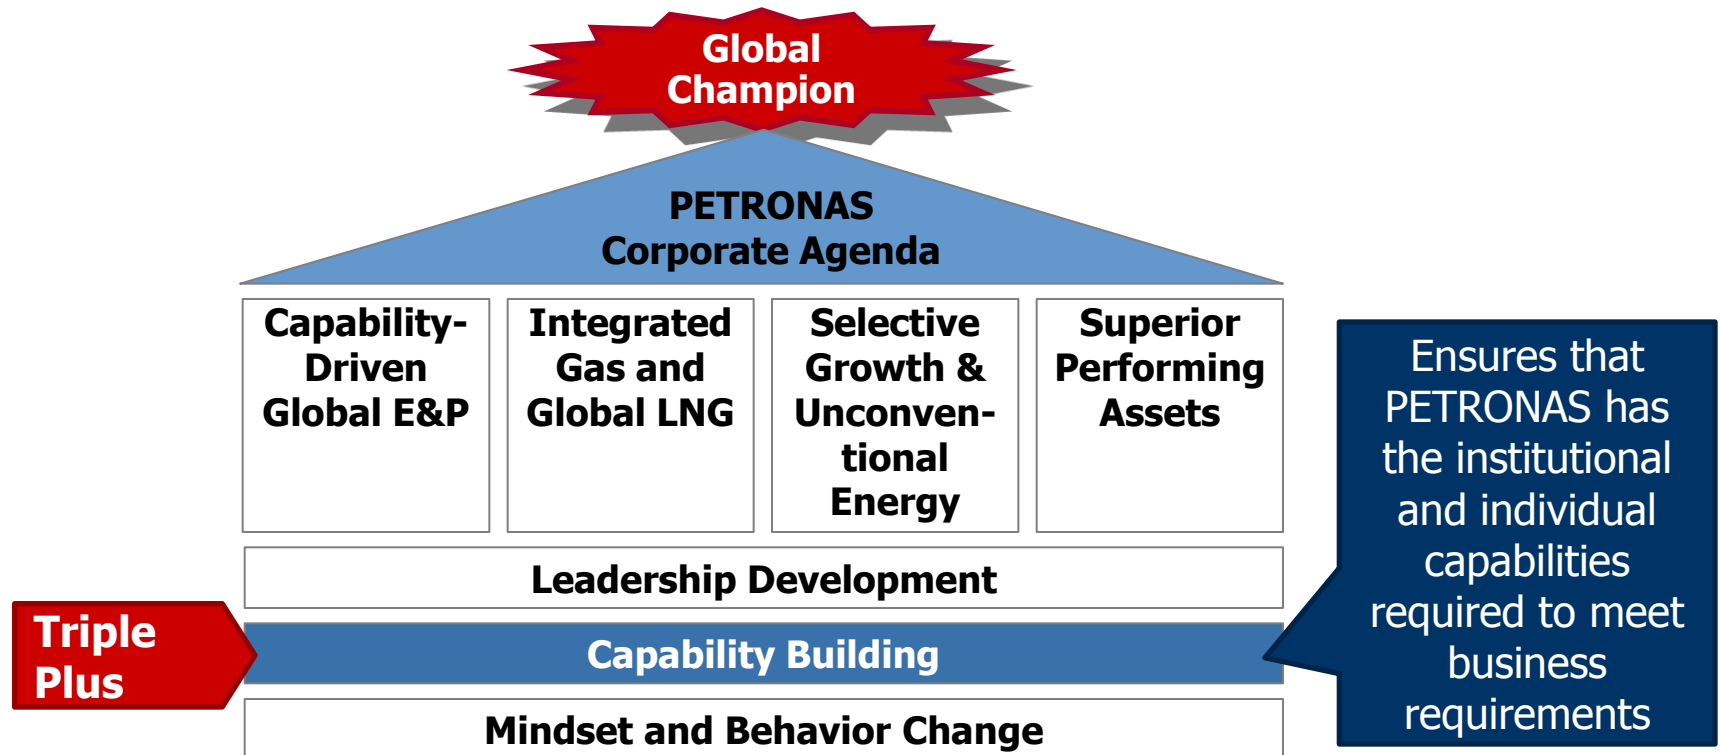 Global
Champion
PETRONAS
Corporate Agenda
Capability-
Driven
Global E&P
Integrated
Gas and
Global LNG
Selective
Growth &
Unconven-
tional
Energy
Superior
Performing
Assets
Leadership Development
Triple
Plus
Capability Building
Mindset and Behavior Change
Ensures that
PETRONAS has
the institutional
and individual
capabilities
required to meet
business
requirements